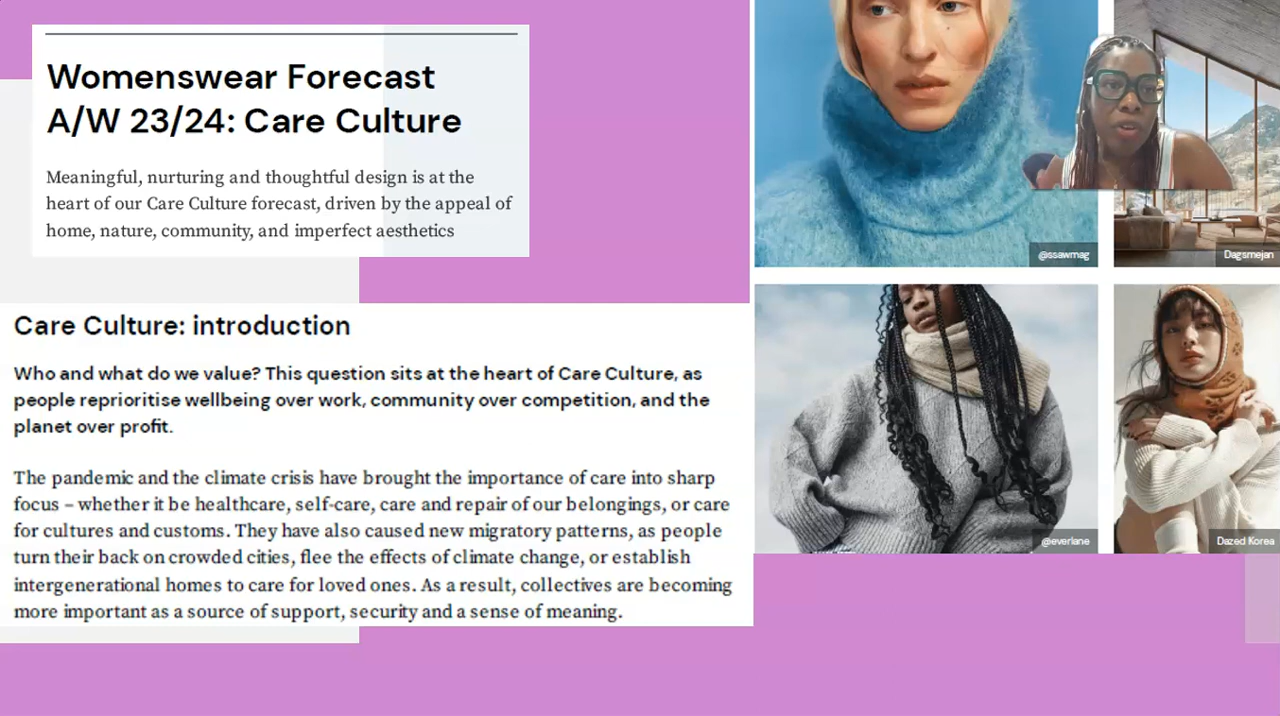 Womenswear Forecast
A/W 23/24: Care Culture
Meaningful, nurturing and thoughtful design is at the
heart of our Care Culture forecast, driven by the appeal of
home, nature, community, and imperfect aesthetics
Care Culture: introduction
Who and what do we value? This question sits at the heart of Care Culture, as
people reprioritise wellbeing over work, community over competition, and the
planet over profit.
The pandemic and the climate crisis have brought the importance of care into sharp
focus – whether it be healthcare, self-care, care and repair of our belongings, or care
for cultures and customs. They have also caused new migratory patterns, as people
turn their back on crowded cities, flee the effects of climate change, or establish
intergenerational homes to care for loved ones. As a result, collectives are becoming
more important as a source of support, security and a sense of meaning.
@ssawmag
Dagsmejan
@everlane
Dazed Korea